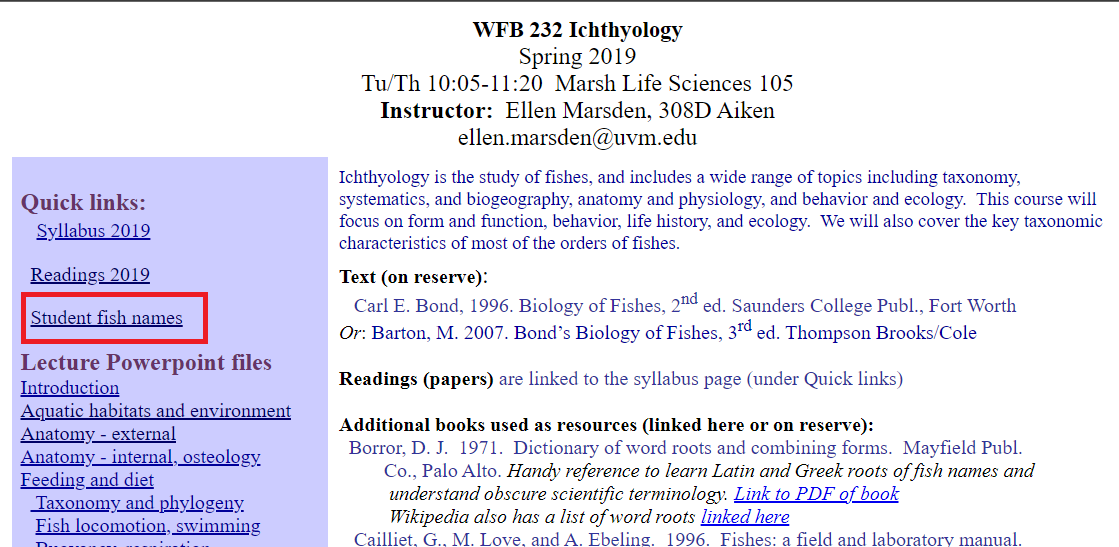 WFB 232 Ichthyology
Spring 2019
Tu/Th 10:05-11:20  Marsh Life Sciences 105
Instructor:  Ellen Marsden, 308D Aiken
ellen.marsden@uvm.edu
Quick links:
Syllabus 2019
Readings 2019
Student fish names
Lecture Powerpoint files
Introduction
Aquatic habitats and environment
Anatomy - external
Anatomy - internal, osteology
Feeding and diet
Taxonomy and phylogeny
Fish locomotion, swimming
Buoyancy, respiration
Ichthyology is the study of fishes, and includes a wide range of topics including taxonomy,
systematics, and biogeography, anatomy and physiology, and behavior and ecology.  This course will
focus on form and function, behavior, life history, and ecology.  We will also cover the key taxonomic
characteristics of most of the orders of fishes.
Text (on reserve):
Carl E. Bond, 1996. Biology of Fishes, 2nd ed. Saunders College Publ., Fort Worth
Or: Barton, M. 2007. Bond’s Biology of Fishes, 3rd ed. Thompson Brooks/Cole
Readings (papers) are linked to the syllabus page (under Quick links)
Additional books used as resources (linked here or on reserve):
Borror, D. J.  1971.  Dictionary of word roots and combining forms.  Mayfield Publ.
Co., Palo Alto. Handy reference to learn Latin and Greek roots of fish names and
understand obscure scientific terminology. Link to PDF of book
Wikipedia also has a list of word roots linked here
Cailliet, G., M. Love, and A. Ebeling.  1996.  Fishes: a field and laboratory manual.